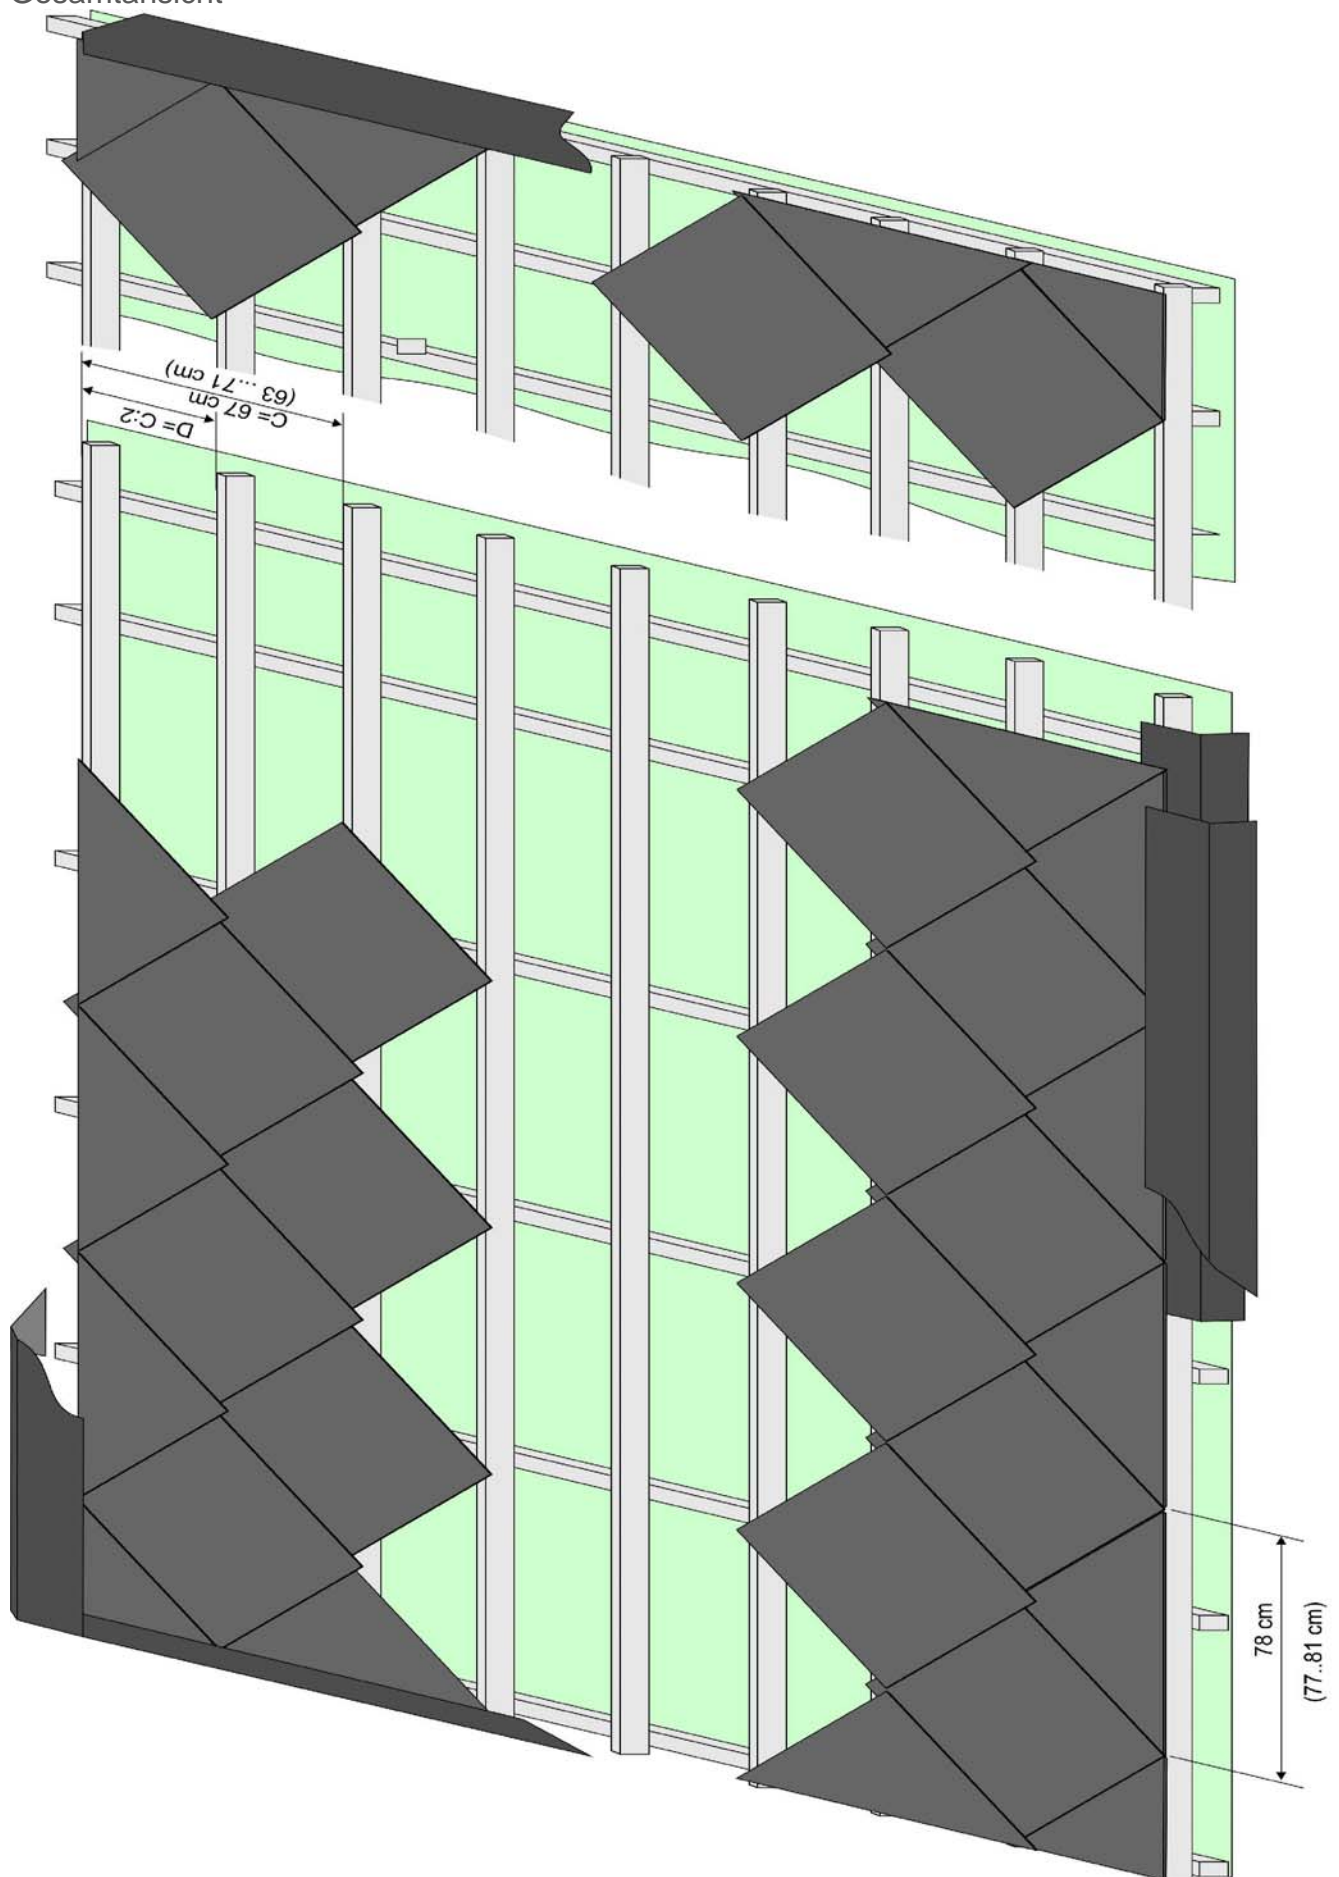 Gesamtansicht
(63 ...71 cm)
C= 67 cm
D= C:2
78 cm
(77..81 cm)